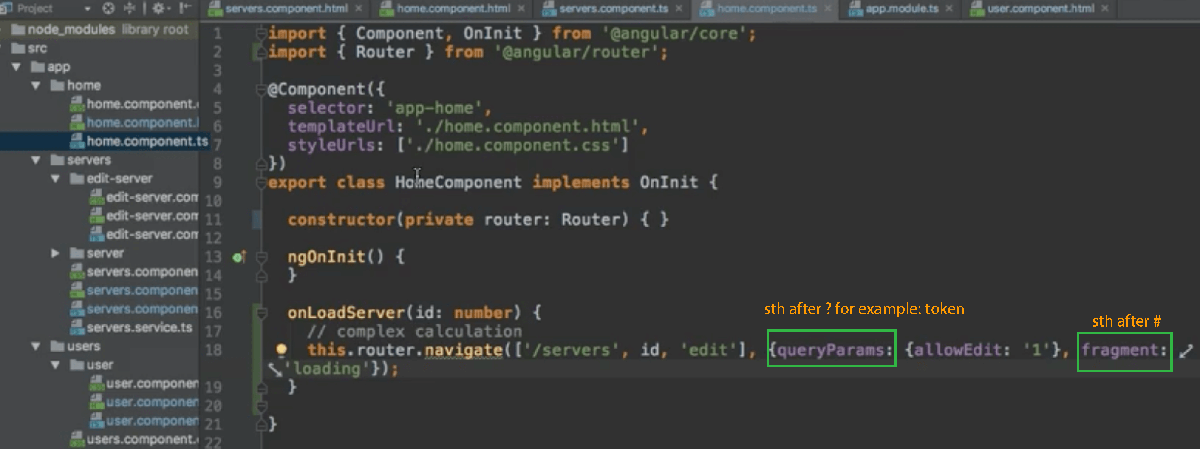 Project
servers.component.html
home.component.html
servers.component.ts
home.component.ts
app.module.ts
user.component.html
node_modules library root
src
app
home
home.component.
home.component.
home.component.ts
servers
edit-server
edit-server.com
edit-server.com
edit-server.com
server
servers.componen
servers.component
servers.component
servers.service.ts
users
user
user.component
user.component.
user.component.
users.component.
1 import { Component, OnInit } from '@angular/core';
2 import { Router } from '@angular/router';
3
4 @Component({
5 selector: 'app-home',
6 templateUrl: './home.component.html',
7 styleUrls: ['./home.component.css']
8 })
9 export class HomeComponent implements OnInit {
10
11 constructor(private router: Router) { }
12
13 ngOnInit() {
14 }
15
16 onLoadServer(id: number) {
sth after ? for example: token
sth after #
17 // complex calculation
18 this.router.navigate(['/servers', id, 'edit'], {queryParams: {allowEdit: '1'}, fragment:
'loading'});
19 }
20
21 }
22